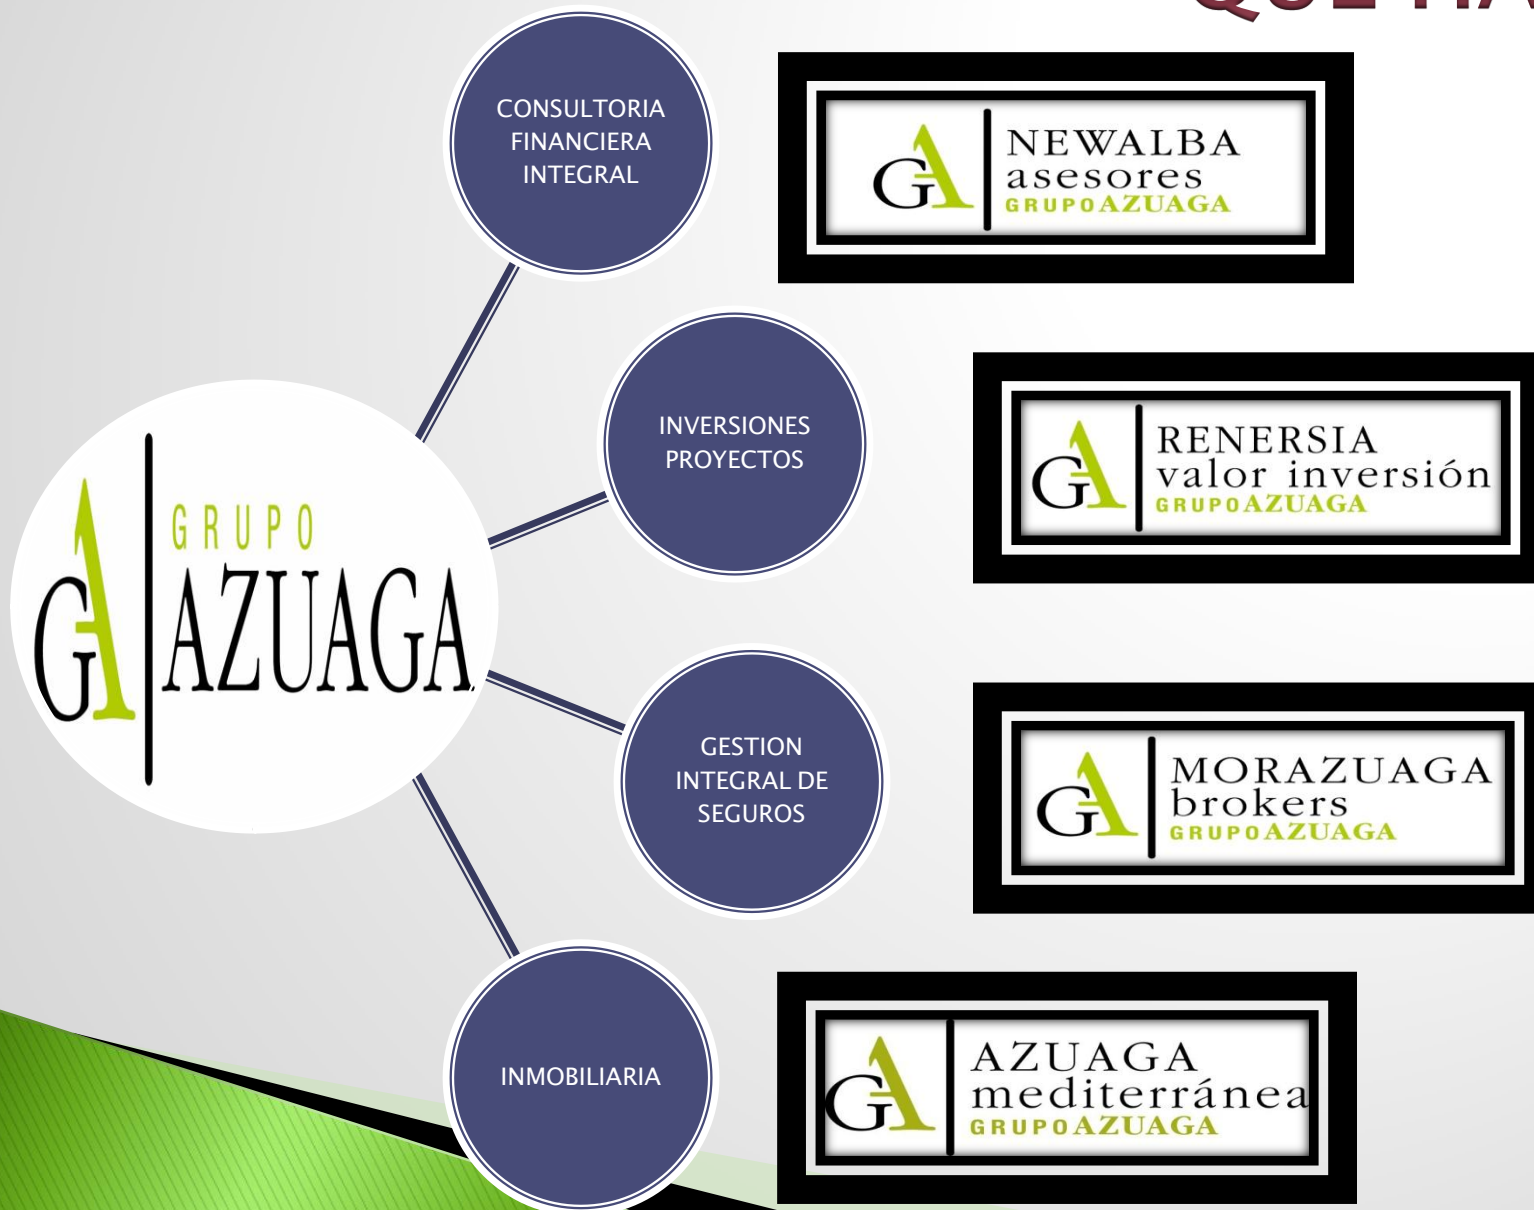 CONSULTORIA
FINANCIERA
INTEGRAL
NEWALBA
asesores
GRUPOAZUAGA
INVERSIONES
PROYECTOS
RENERSIA
valor inversión
GRUPOAZUAGA
GA
GRUPO
AZUAGA
GESTION
INTEGRAL DE
SEGUROS
MORAZUAGA
brokers
GRUPOAZUAGA
INMOBILIARIA
AZUAGA
mediterránea
GRUPOAZUAGA